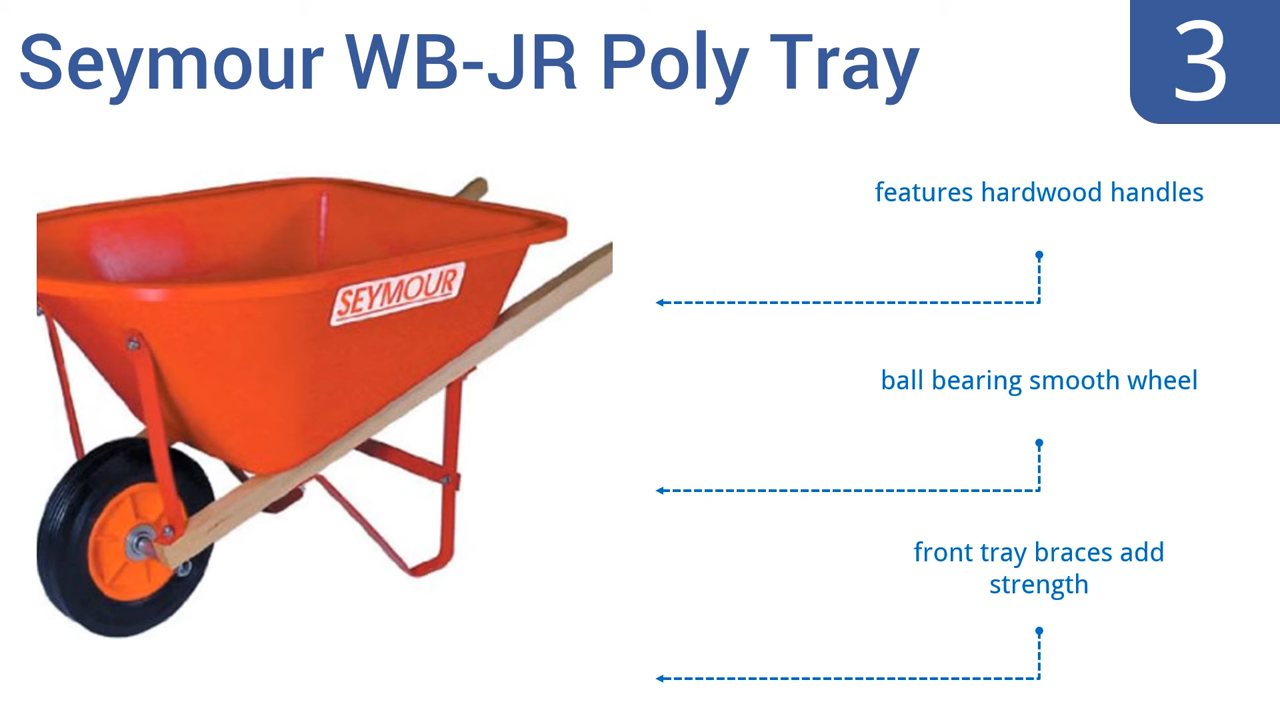 Seymour WB-JR Poly Tray
3
features hardwood handles
SEYMOUR
ball bearing smooth wheel
front tray braces add
strength